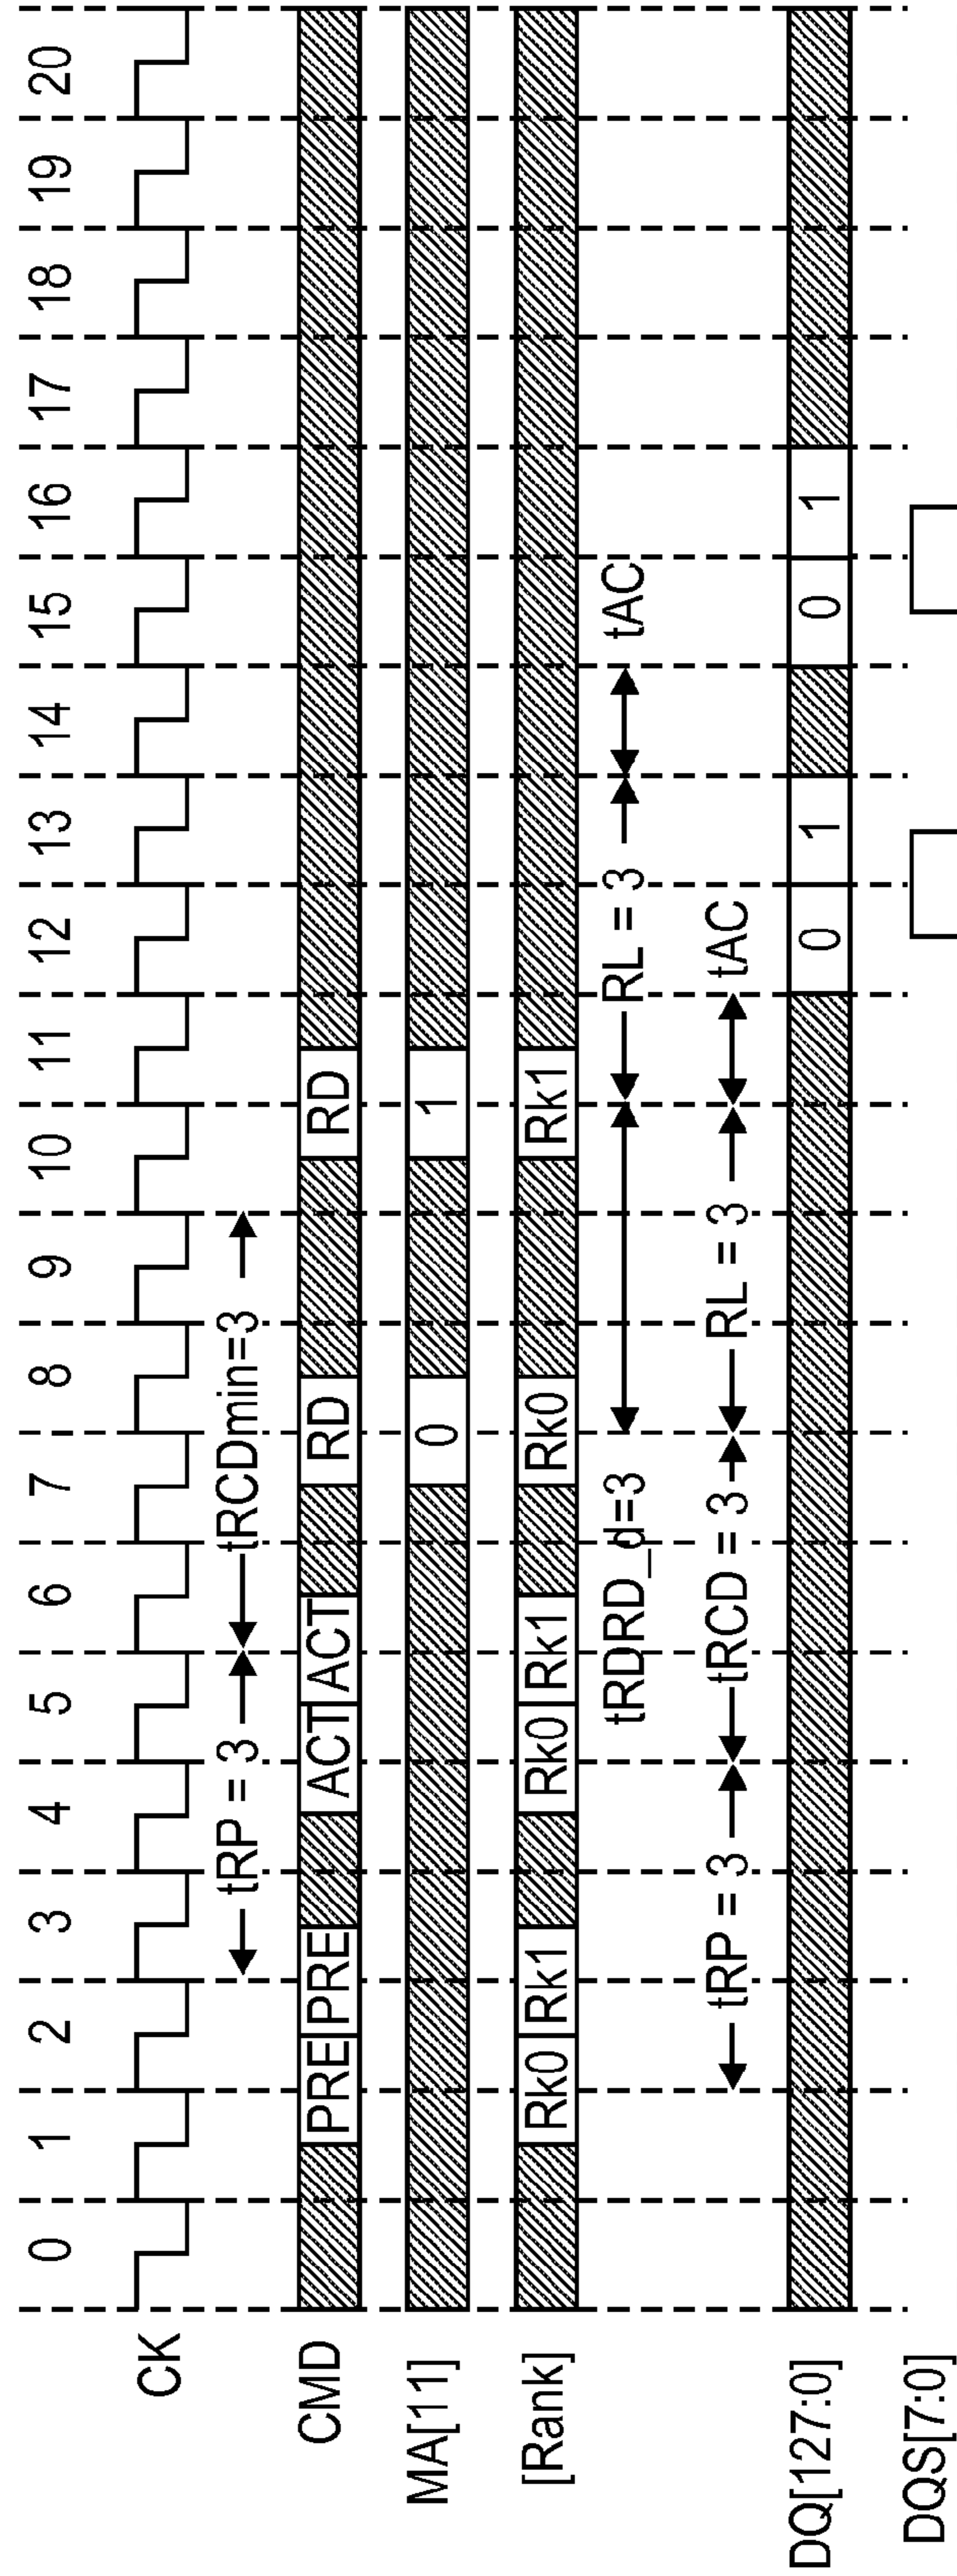 0 1 2 3 4 5 6 7 8 9 10 11 12 13 14 15 16 17 18 19 20
CK
tRP = 3 tRCDmin=3
CMD PRE PRE ACT ACT RD RD
MA[11] 0 1
[Rank] Rk0 Rk1 Rk0 Rk1 Rk0 Rk1
tRDRD_d=3 RL = 3 tAC
tRP = 3 tRCD = 3 RL = 3 tAC
DQ[127:0] 0 1 0 1
DQS[7:0]